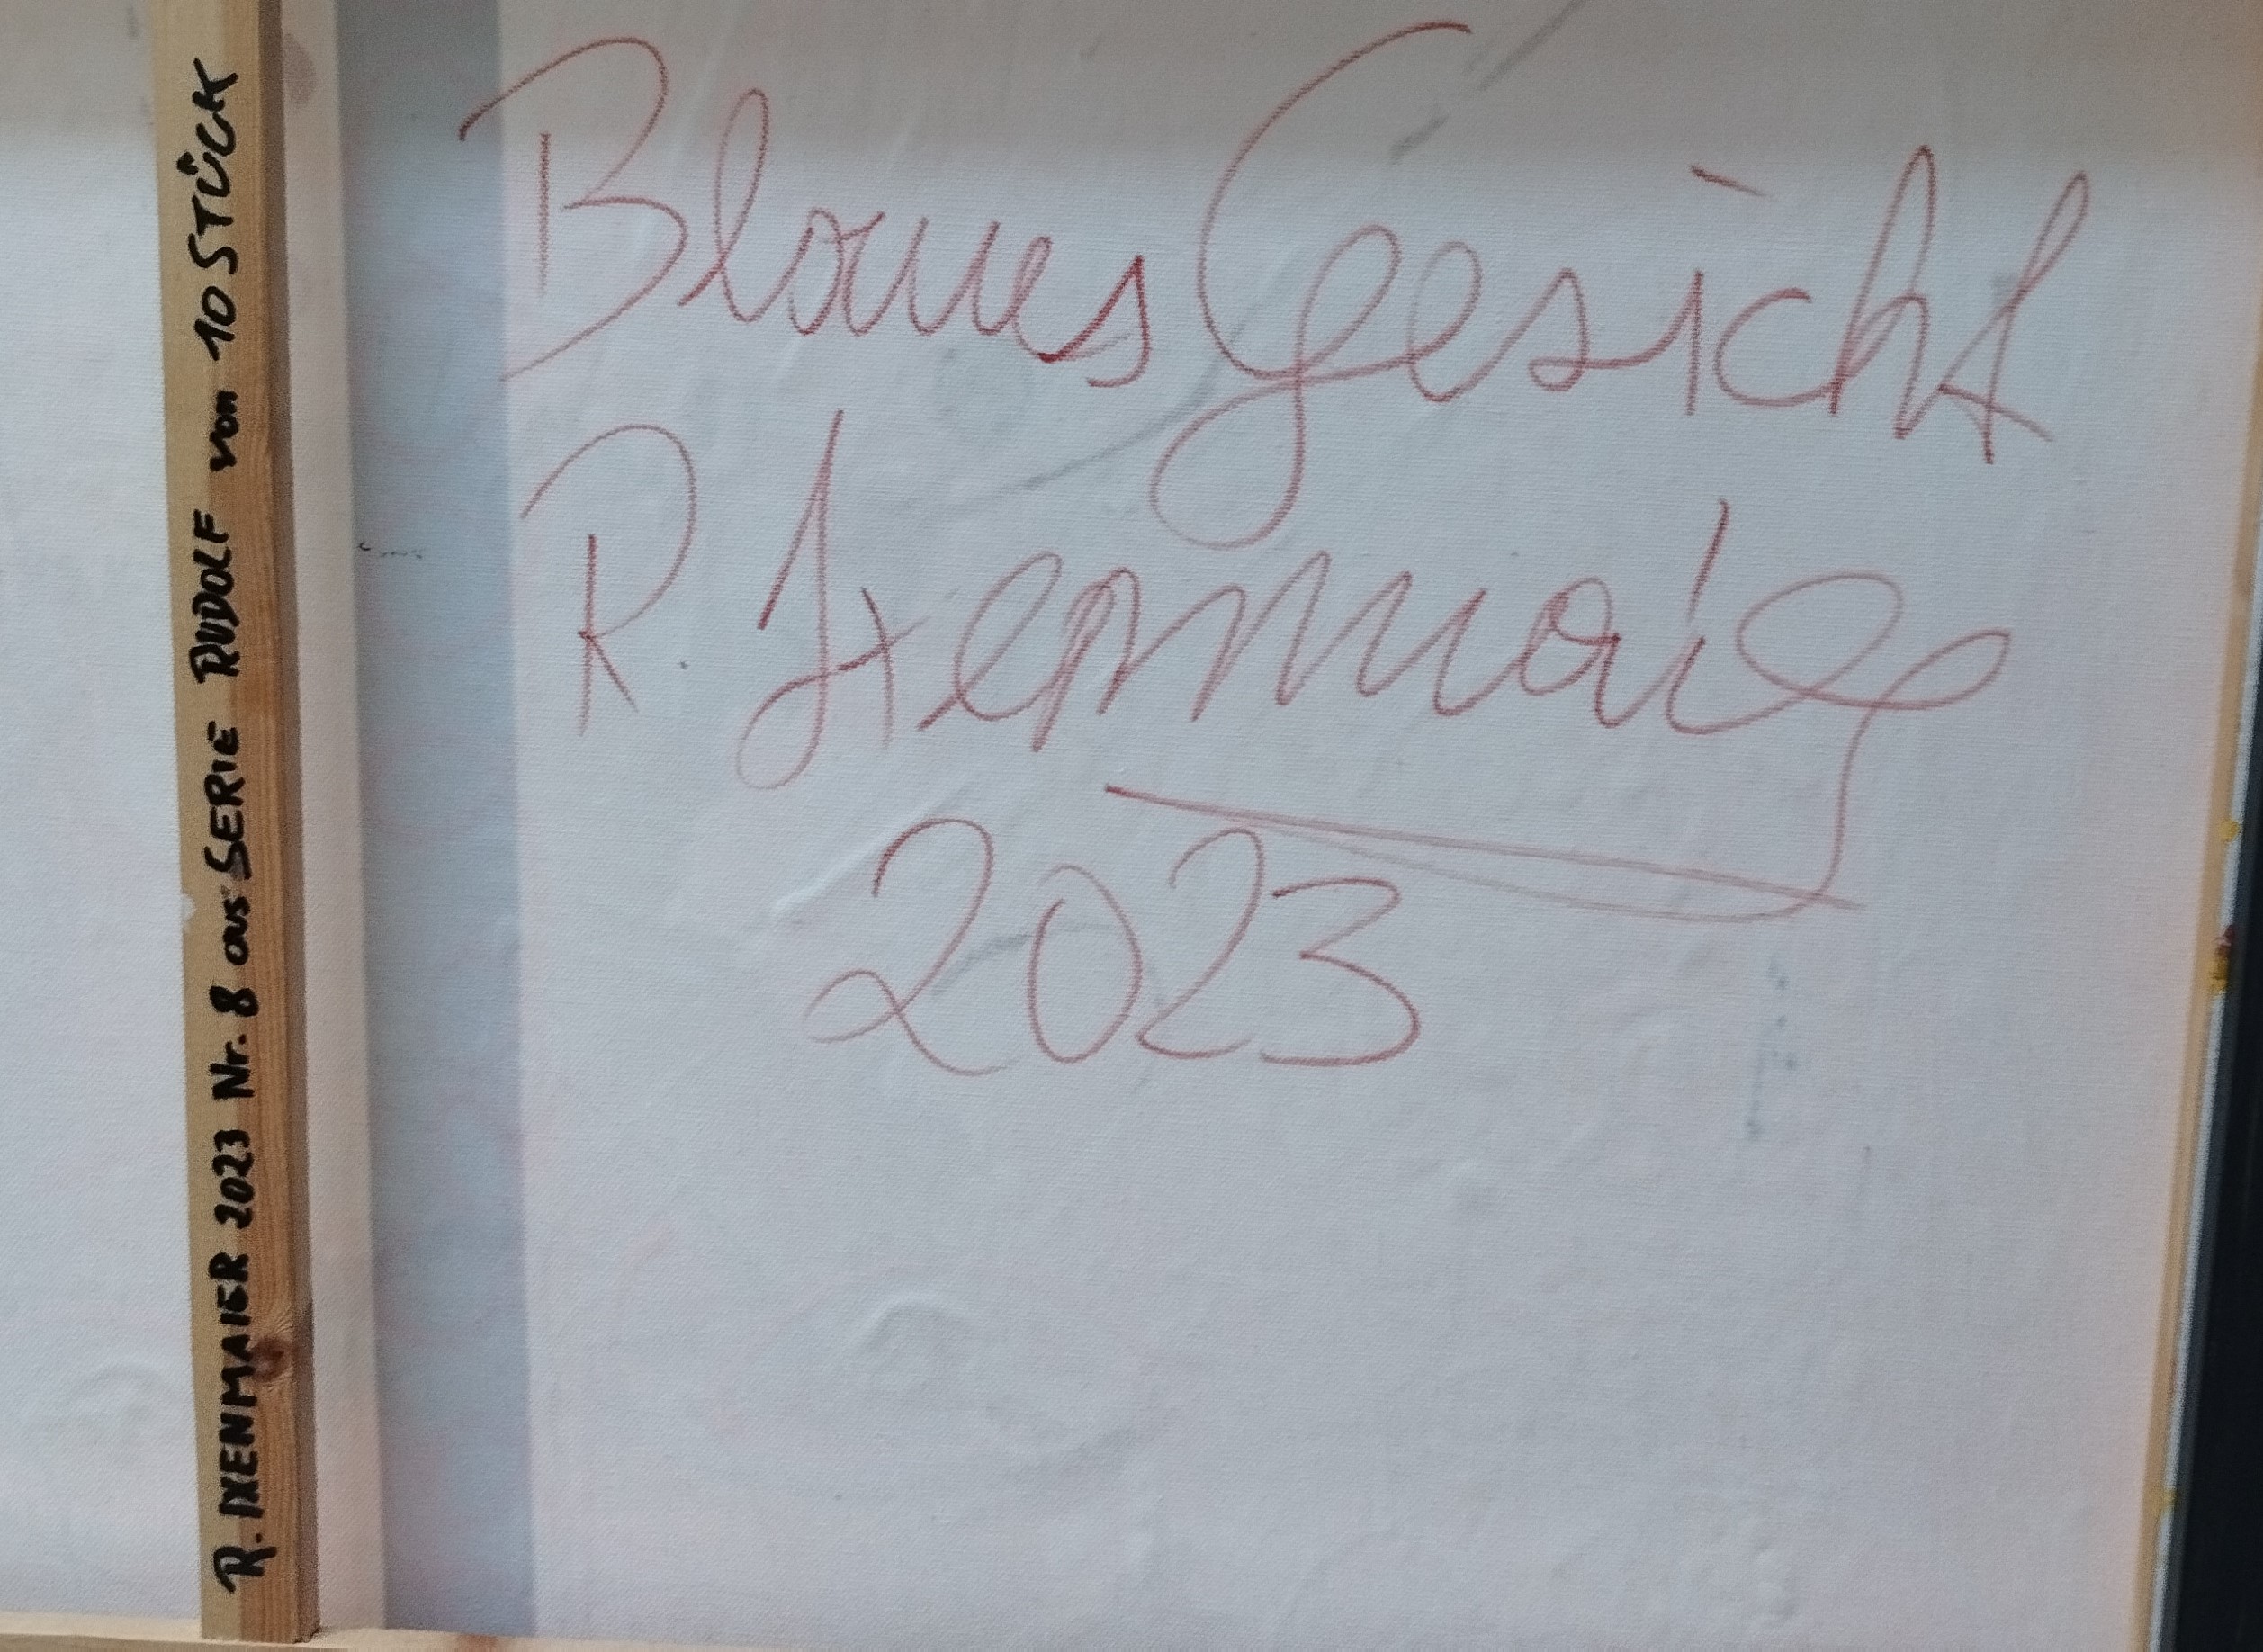 Blaues Gesicht
R. Ixenmaier
2023
R. IXENMAIER 2023 Nr. 8 aus SERIE RUDOLF von 10 STÜCK